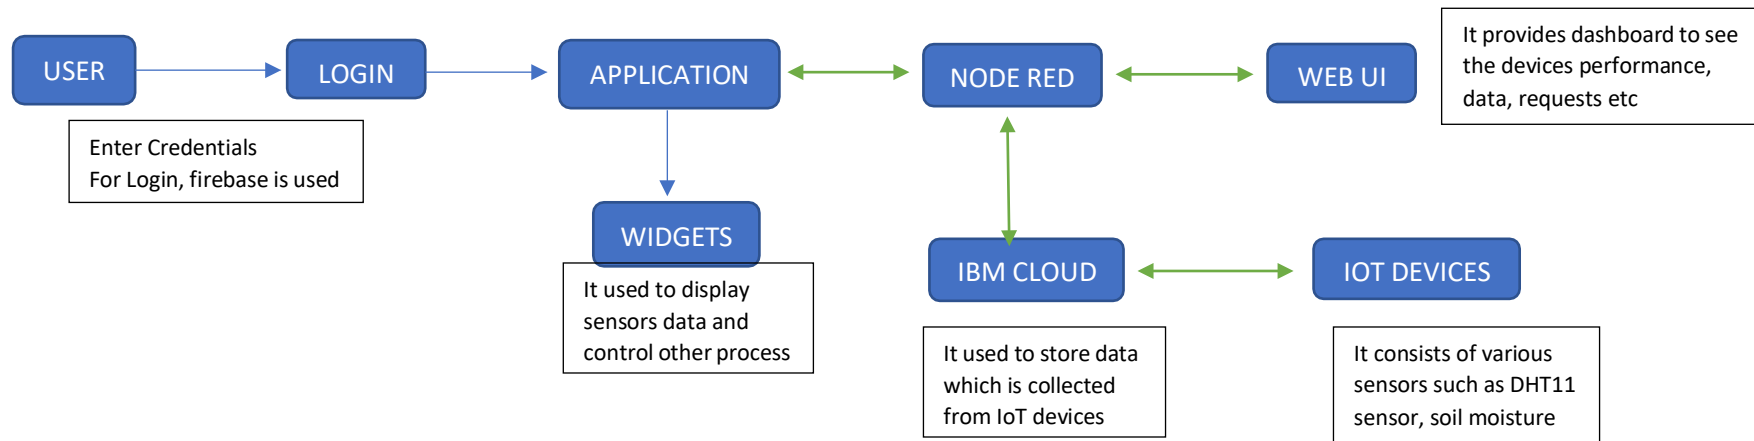 USER
LOGIN
APPLICATION
NODE RED
WEB UI
It provides dashboard to see
the devices performance,
data, requests etc
Enter Credentials
For Login, firebase is used
WIDGETS
It used to display
sensors data and
control other process
IBM CLOUD
IOT DEVICES
It used to store data
which is collected
from IoT devices
It consists of various
sensors such as DHT11
sensor, soil moisture